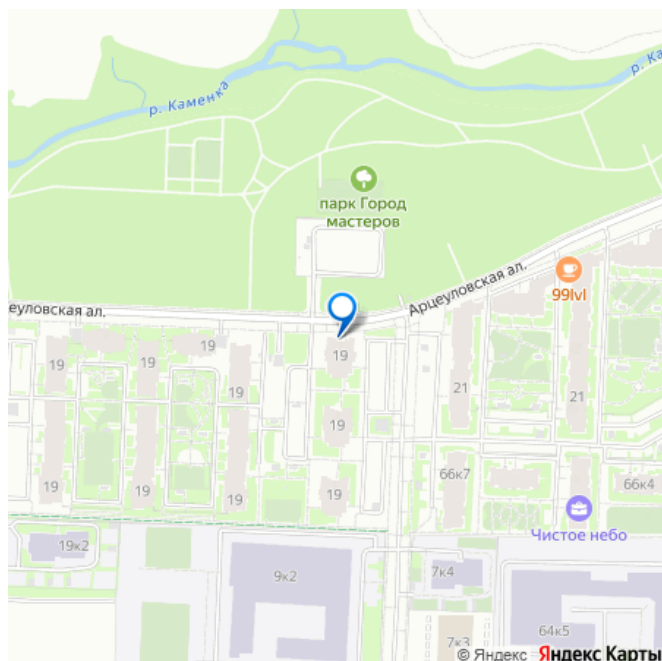 р. Каменка
р. Ка
парк Город
мастеров
Арцеуловская ал.
99lvl
еуловская ал.
19
19
19
19
21
19
21
19
19
19
19
66к7
66к4
Чистое небо
19к2
9к2
7к4
64к5
7к3
© Яндекс Яндекс Карты